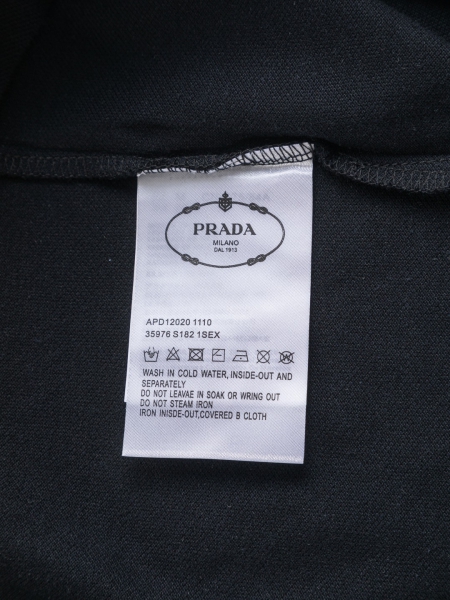 PRADA
MILANO
DAL 1913
APD12020 1110
35976 S182 1SEX
WASH IN COLD WATER, INSIDE-OUT AND
SEPARATELY
DO NOT LEAVAE IN SOAK OR WRING OUT
DO NOT STEAM IRON
IRON INISDE-OUT,COVERED B CLOTH